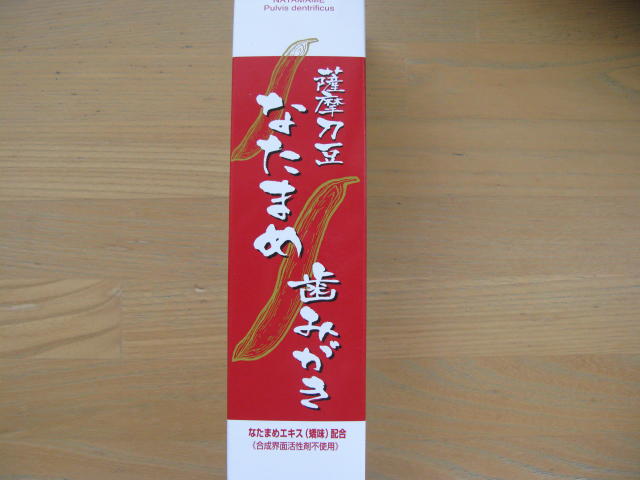 NATAMAME
Pulvis dentrificus
薩摩刀豆
なたまめ
歯みがき
なたまめエキス(矯味)配合
(合成界面活性剤不使用)